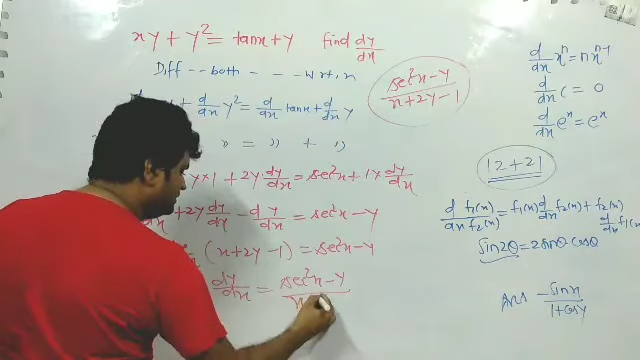 xy + y² = tanx + y find dy/dx
Diff -- both - - - w.r.t. x
d/dx y² = d/dx tanx + d/dx y
" = " + "
y×1 + 2y dy/dx = sec²x + 1× dy/dx
+ 2y dy/dx - dy/dx = sec²x - y
(x + 2y - 1) = sec²x - y
dy/dx = sec²x - y / x
sec²x - y / x + 2y - 1
d/dx xⁿ = nxⁿ⁻¹
d/dx c = 0
d/dx eˣ = eˣ
12 + 21
d/dx f₁(x) f₂(x) = f₁(x) d/dx f₂(x) + f₂(x) d/dx f₁(x)
sin2θ = 2sinθ·cosθ
Ans -sinx / 1+cosy